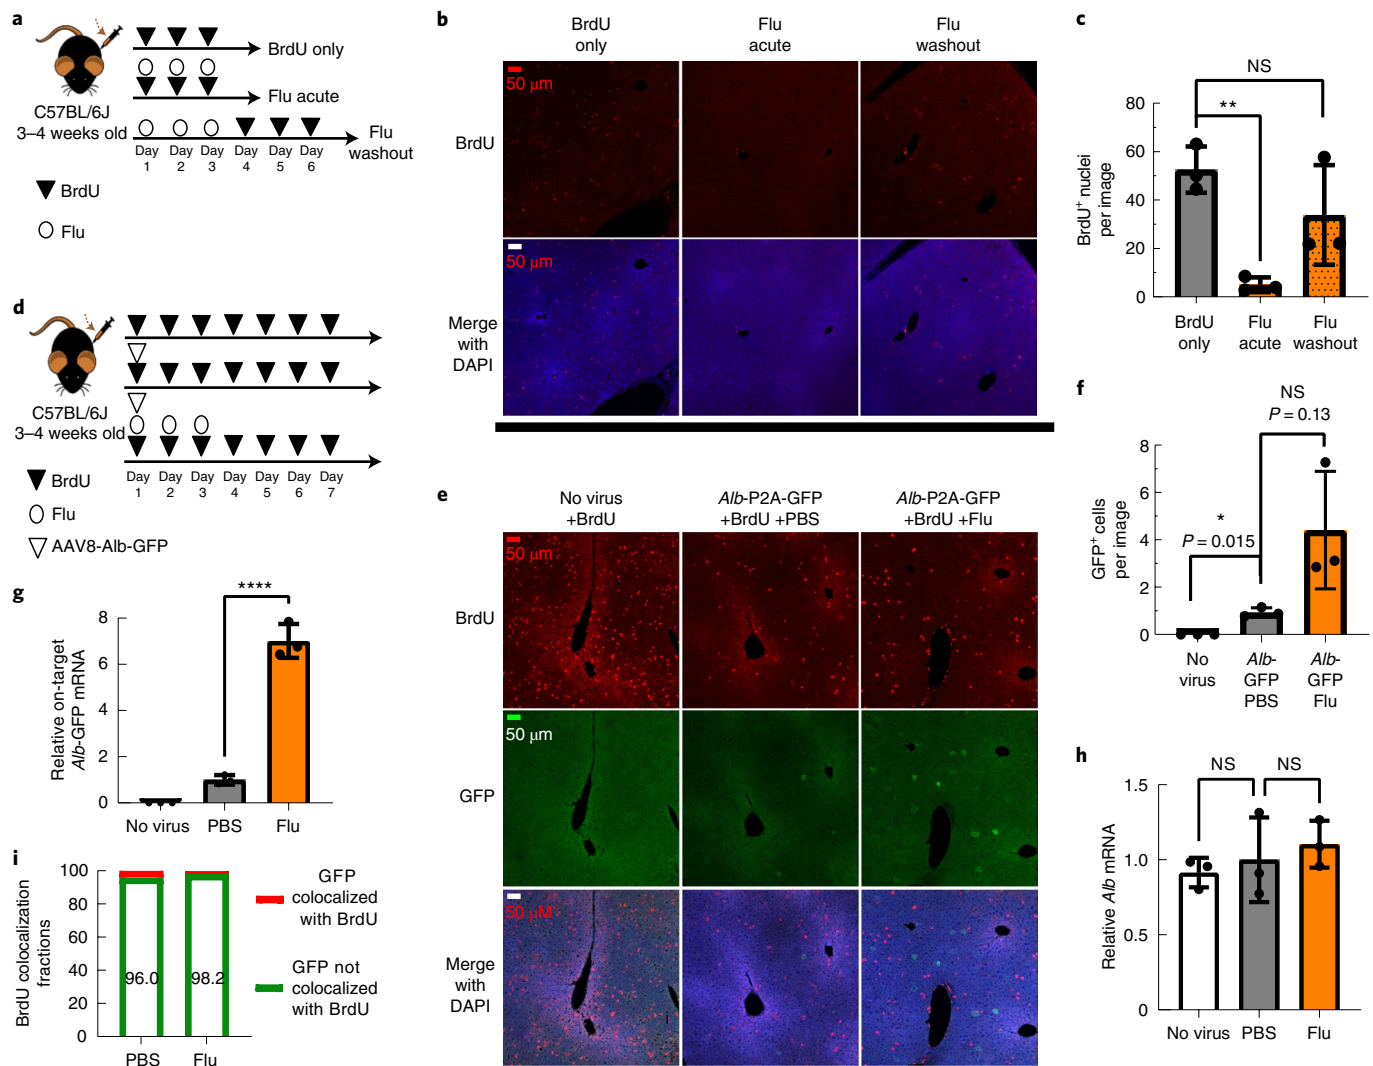 a
C57BL/6J
3–4 weeks old
BrdU only
Flu acute
Flu
washout
Day Day Day Day Day Day
1 2 3 4 5 6
BrdU
Flu
b
BrdU
only
Flu
acute
Flu
washout
50 μm
BrdU
50 μm
Merge
with
DAPI
c
NS
**
BrdU+ nuclei
per image
80
60
40
20
0
BrdU
only
Flu
acute
Flu
washout
d
C57BL/6J
3–4 weeks old
Day Day Day Day Day Day Day
1 2 3 4 5 6 7
BrdU
Flu
AAV8-Alb-GFP
e
No virus
+BrdU
Alb-P2A-GFP
+BrdU +PBS
Alb-P2A-GFP
+BrdU +Flu
50 μm
BrdU
50 μm
GFP
50 μM
Merge
with
DAPI
f
NS
P = 0.13
*
P = 0.015
GFP+ cells
per image
8
6
4
2
0
No
virus
Alb-
GFP
PBS
Alb-
GFP
Flu
g
****
Relative on-target
Alb-GFP mRNA
8
6
4
2
0
No virus PBS Flu
h
NS NS
Relative Alb mRNA
1.5
1.0
0.5
0
No virus PBS Flu
i
BrdU colocalization
fractions
100
80
60
40
20
0
96.0 98.2
PBS Flu
GFP
colocalized
with BrdU
GFP not
colocalized
with BrdU